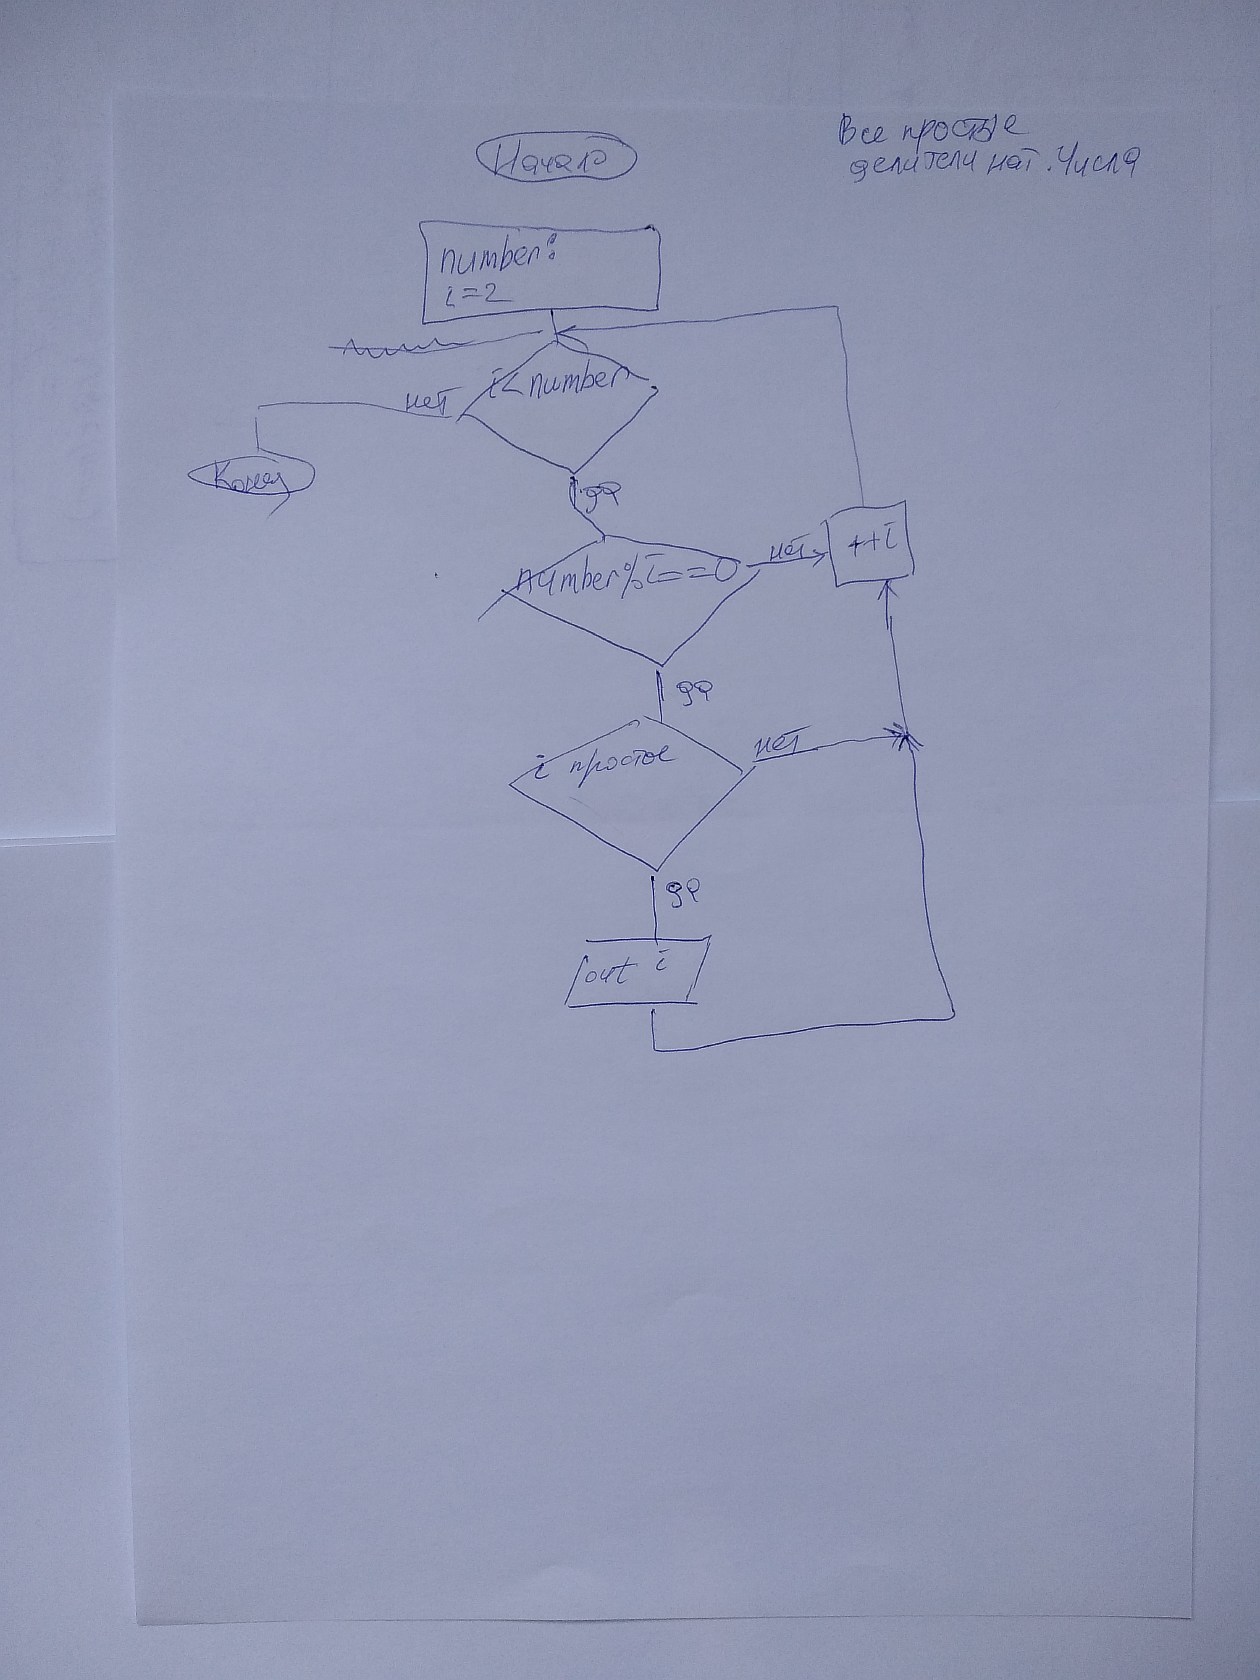 Все простые
делители нат. числа
Начало
number:
i=2
i<number
нет
Конец
да
number%i==0
нет
++i
да
i простое
нет
да
out i